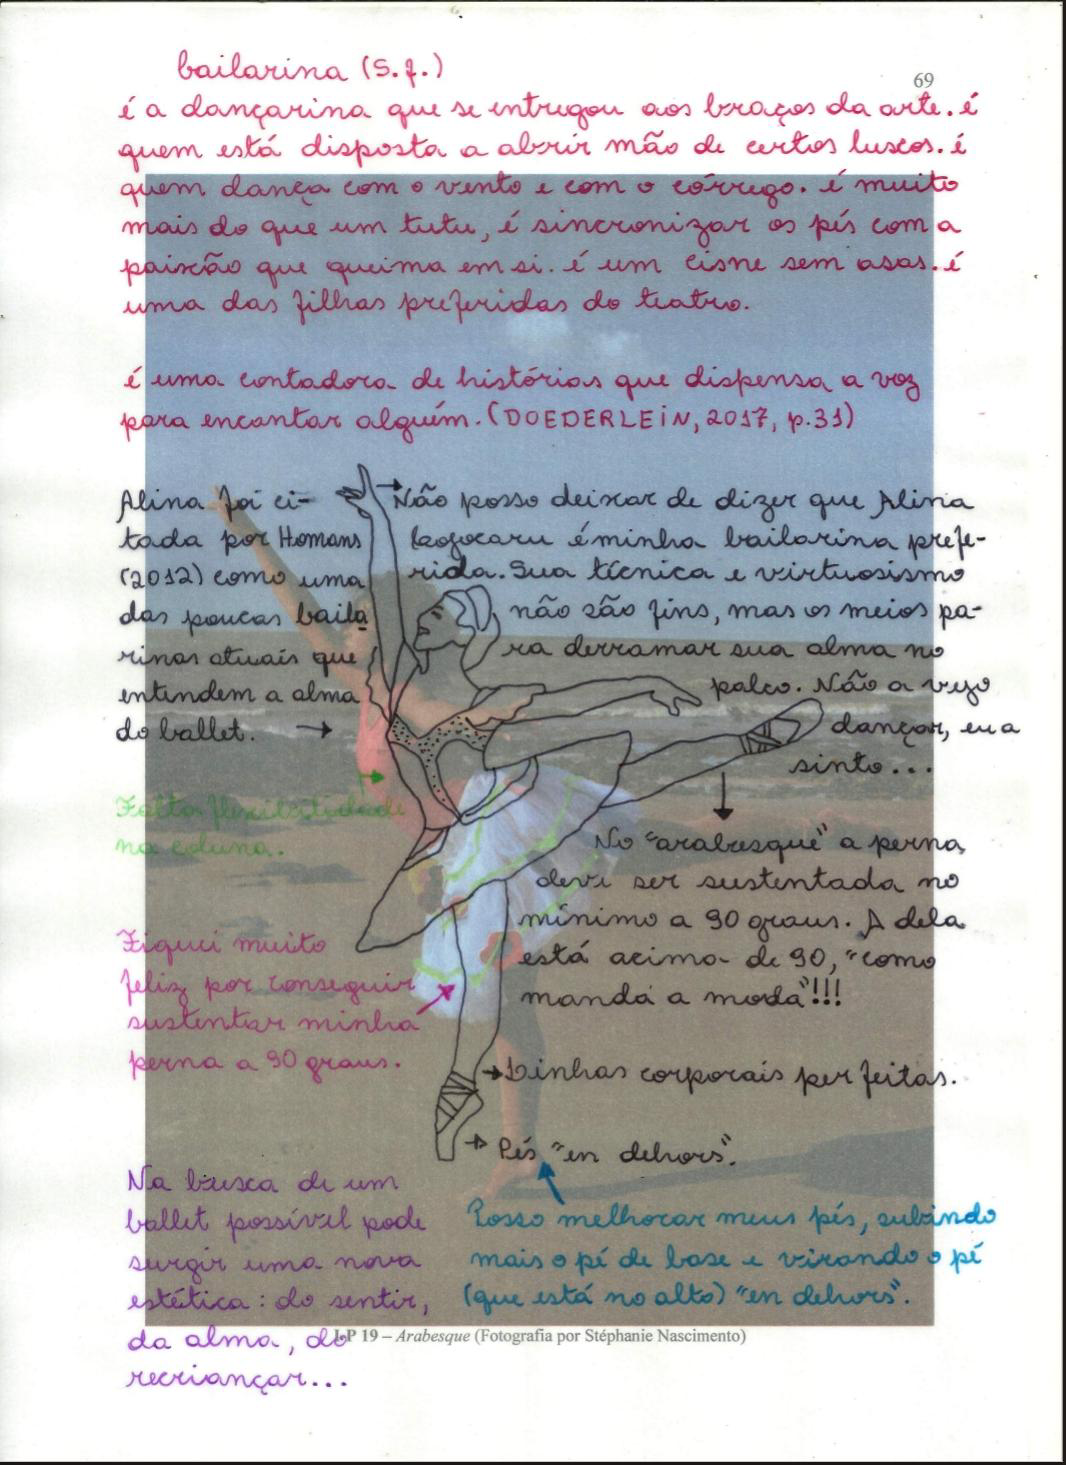 bailarina (s.f.)
69
é a dançarina que se entregou aos braços da arte. é
quem está disposta a abrir mão de certos luxos. é
quem dança com o vento e com o córrego. é muito
mais do que um tutu, é sincronizar os pés com a
paixão que queima em si. é um cisne sem asas. é
uma das filhas preferidas do teatro.
é uma contadora de histórias que dispensa a voz
para encantar alguém. (DOEDERLEIN, 2017, p.31)
Alina foi ci-
tada por Homans
(2012) como uma
das poucas baila
rinas atuais que
entendem a alma
do ballet.
Não posso deixar de dizer que Alina
Cojocaru é minha bailarina prefe-
rida. Sua técnica e virtuosismo
não são fins, mas os meios pa-
ra derramar sua alma no
palco. Não a vejo
dançar, eu a
sinto...
Falta flexibilidade
na coluna.
No "arabesque" a perna
deve ser sustentada no
mínimo a 90 graus. A dela
está acima de 90, "como
manda a moda"!!!
Fiquei muito
feliz por conseguir
sustentar minha
perna a 90 graus.
Linhas corporais perfeitas.
Pés "en dehors".
Na busca de um
ballet possível pode
surgir uma nova
estética: do sentir,
da alma, do
recriançar...
Posso melhorar meus pés, subindo
mais o pé de base e virando o pé
(que está no alto) "en dehors".
LP 19 – Arabesque (Fotografia por Stéphanie Nascimento)